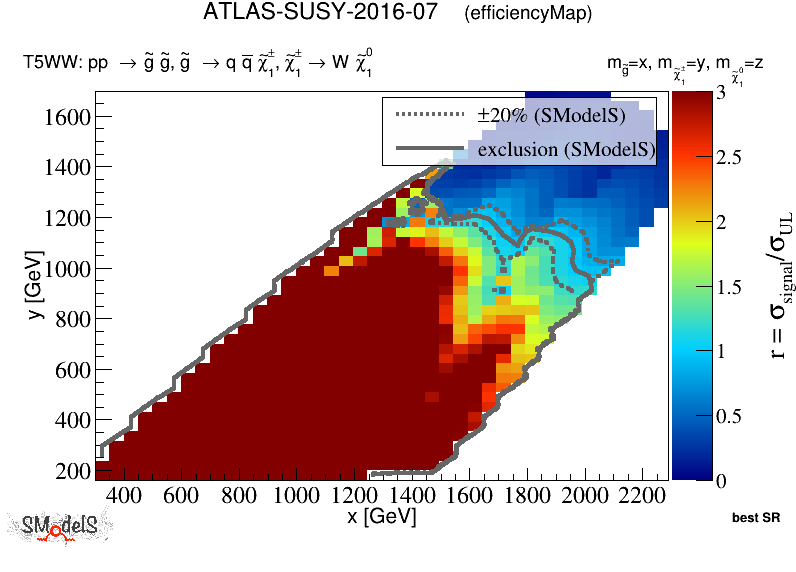 ATLAS-SUSY-2016-07 (efficiencyMap)
T5WW: pp → g̃ g̃, g̃ → q q̅ χ̃₁±, χ̃₁± → W χ̃₁⁰
m_g̃=x, m_χ̃₁±=y, m_χ̃₁⁰=z
±20% (SModelS)
exclusion (SModelS)
1600
1400
1200
1000
800
600
400
200
y [GeV]
400 600 800 1000 1200 1400 1600 1800 2000 2200
x [GeV]
3
2.5
2
1.5
1
0.5
0
r = σ_signal/σ_UL
SModelS
best SR